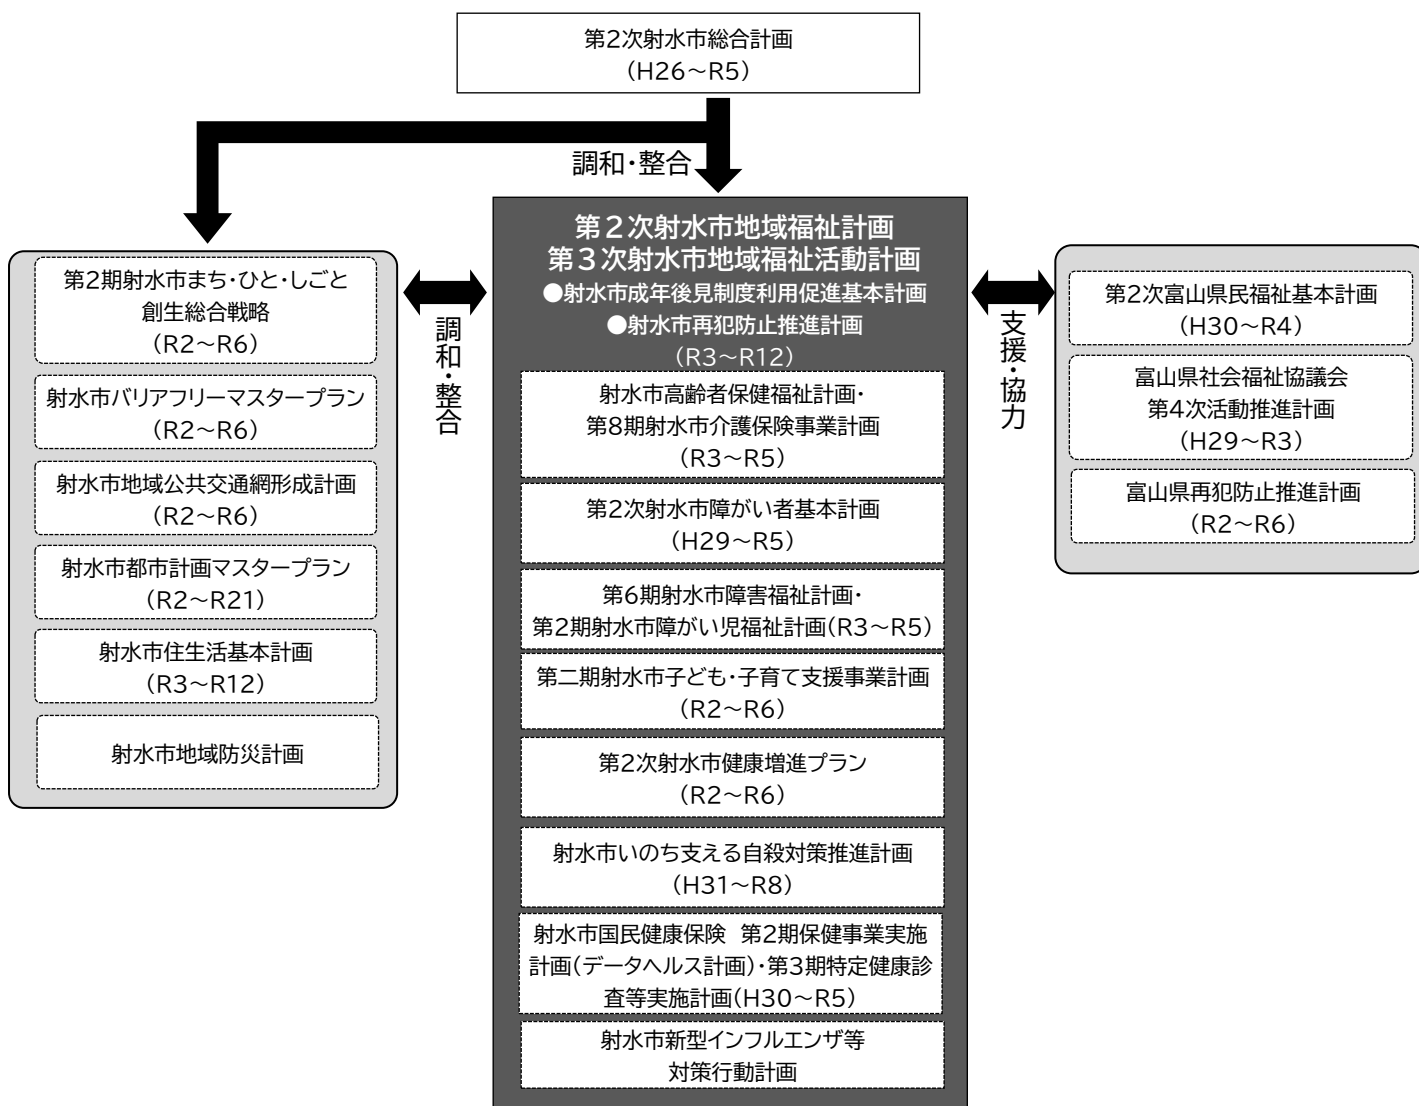 第2次射水市総合計画
(H26～R5)
調和・整合
第2期射水市まち・ひと・しごと
創生総合戦略
(R2～R6)
射水市バリアフリーマスタープラン
(R2～R6)
射水市地域公共交通網形成計画
(R2～R6)
射水市都市計画マスタープラン
(R2～R21)
射水市住生活基本計画
(R3～R12)
射水市地域防災計画
調和・整合
第２次射水市地域福祉計画
第３次射水市地域福祉活動計画
●射水市成年後見制度利用促進基本計画
●射水市再犯防止推進計画
(R3～R12)
射水市高齢者保健福祉計画・
第8期射水市介護保険事業計画
(R3～R5)
第2次射水市障がい者基本計画
(H29～R5)
第6期射水市障害福祉計画・
第2期射水市障がい児福祉計画(R3～R5)
第二期射水市子ども・子育て支援事業計画
(R2～R6)
第2次射水市健康増進プラン
(R2～R6)
射水市いのち支える自殺対策推進計画
(H31～R8)
射水市国民健康保険　第2期保健事業実施
計画(データヘルス計画)・第3期特定健康診
査等実施計画(H30～R5)
射水市新型インフルエンザ等
対策行動計画
支援・協力
第2次富山県民福祉基本計画
(H30～R4)
富山県社会福祉協議会
第4次活動推進計画
(H29～R3)
富山県再犯防止推進計画
(R2～R6)